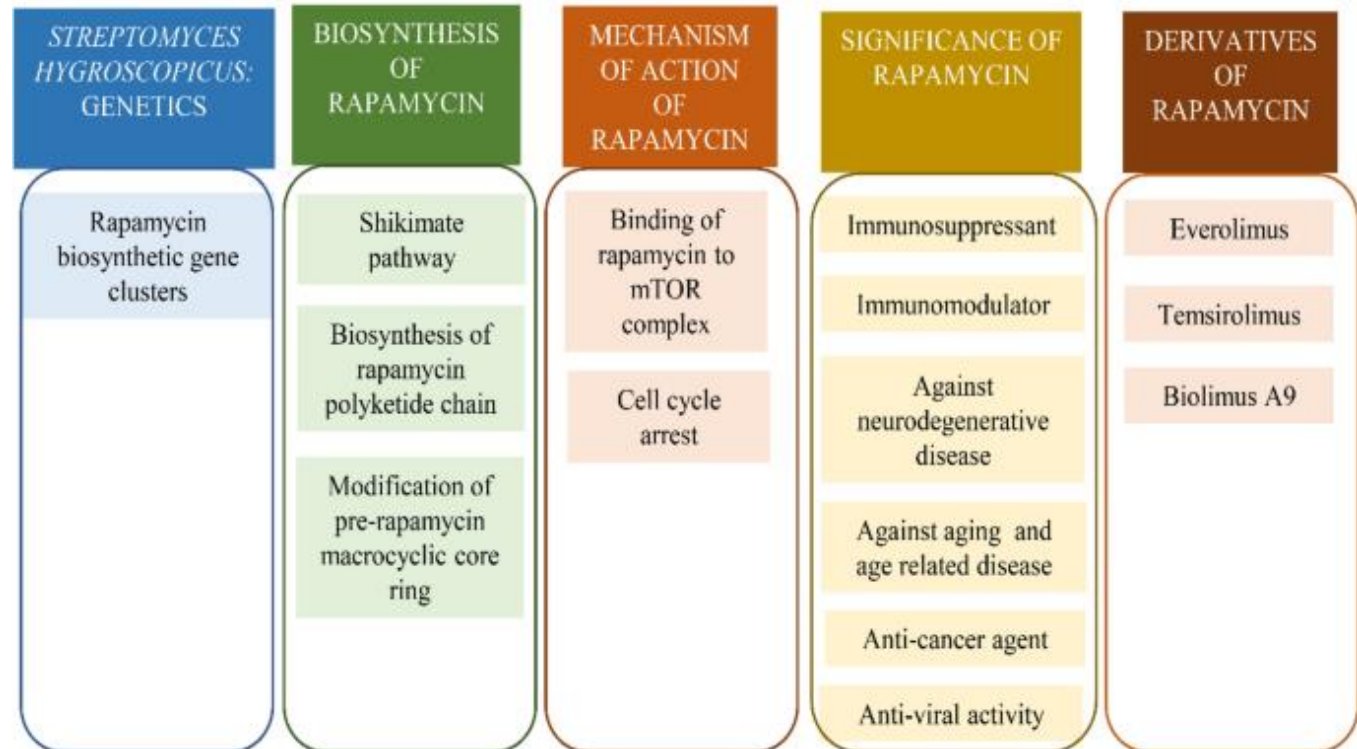 STREPTOMYCES
HYGROSCOPICUS:
GENETICS
Rapamycin
biosynthetic gene
clusters
BIOSYNTHESIS
OF
RAPAMYCIN
Shikimate
pathway
Biosynthesis of
rapamycin
polyketide chain
Modification of
pre-rapamycin
macrocyclic core
ring
MECHANISM
OF ACTION
OF
RAPAMYCIN
Binding of
rapamycin to
mTOR
complex
Cell cycle
arrest
SIGNIFICANCE OF
RAPAMYCIN
Immunosuppressant
Immunomodulator
Against
neurodegenerative
disease
Against aging and
age related disease
Anti-cancer agent
Anti-viral activity
DERIVATIVES
OF
RAPAMYCIN
Everolimus
Temsirolimus
Biolimus A9